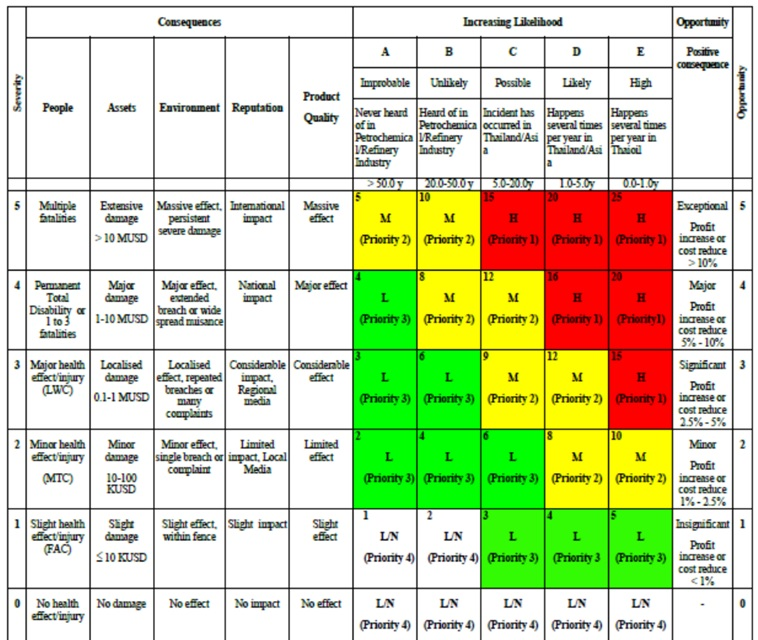 Consequences Increasing Likelihood Opportunity
Severity
People
Assets
Environment
Reputation
Product
Quality
A B C D E
Improbable Unlikely Possible Likely High
Never heard
of in
Petrochemica
l/Refinery
Industry
Heard of in
Petrochemica
l/Refinery
Industry
Incident has
occurred in
Thailand/Asi
a
Happens
several times
per year in
Thailand/Asi
a
Happens
several times
per year in
Thaioil
Positive
consequence
Opportunity
> 50.0 y 20.0-50.0 y 5.0-20.0y 1.0-5.0y 0.0-1.0y
5
Multiple
fatalities
Extensive
damage
> 10 MUSD
Massive effect,
persistent
severe damage
International
impact
Massive
effect
5
M
(Priority 2)
10
M
(Priority 2)
15
H
(Priority 1)
20
H
(Priority 1)
25
H
(Priority 1)
Exceptional
Profit
increase or
cost reduce
> 10%
5
4
Permanent
Total
Disability or
1 to 3
fatalities
Major
damage
1-10 MUSD
Major effect,
extended
breach or wide
spread nuisance
National
impact
Major effect
4
L
(Priority 3)
8
M
(Priority 2)
12
M
(Priority 2)
16
H
(Priority 1)
20
H
(Priority1)
Major
Profit
increase or
cost reduce
5% - 10%
4
3
Major health
effect/injury
(LWC)
Localised
damage
0.1-1 MUSD
Localised
effect, repeated
breaches or
many
complaints
Considerable
impact,
Regional
media
Considerable
effect
3
L
(Priority 3)
6
L
(Priority 3)
9
M
(Priority 2)
12
M
(Priority 2)
15
H
(Priority 1)
Significant
Profit
increase or
cost reduce
2.5% - 5%
3
2
Minor health
effect/injury
(MTC)
Minor
damage
10-100
KUSD
Minor effect,
single breach or
complaint
Limited
impact, Local
Media
Limited
effect
2
L
(Priority 3)
4
L
(Priority 3)
6
L
(Priority 3)
8
M
(Priority 2)
10
M
(Priority 2)
Minor
Profit
increase or
cost reduce
1% - 2.5%
2
1
Slight health
effect/injury
(FAC)
Slight
damage
≤ 10 KUSD
Slight effect,
within fence
Slight impact
Slight
effect
1
L/N
(Priority 4)
2
L/N
(Priority 4)
3
L
(Priority 3)
4
L
(Priority 3
5
L
(Priority 3)
Insignificant
Profit
increase or
cost reduce
< 1%
1
0
No health
effect/injury
No damage
No effect
No impact
No effect
L/N
(Priority 4)
L/N
(Priority 4)
L/N
(Priority 4)
L/N
(Priority 4)
L/N
(Priority 4)
-
0